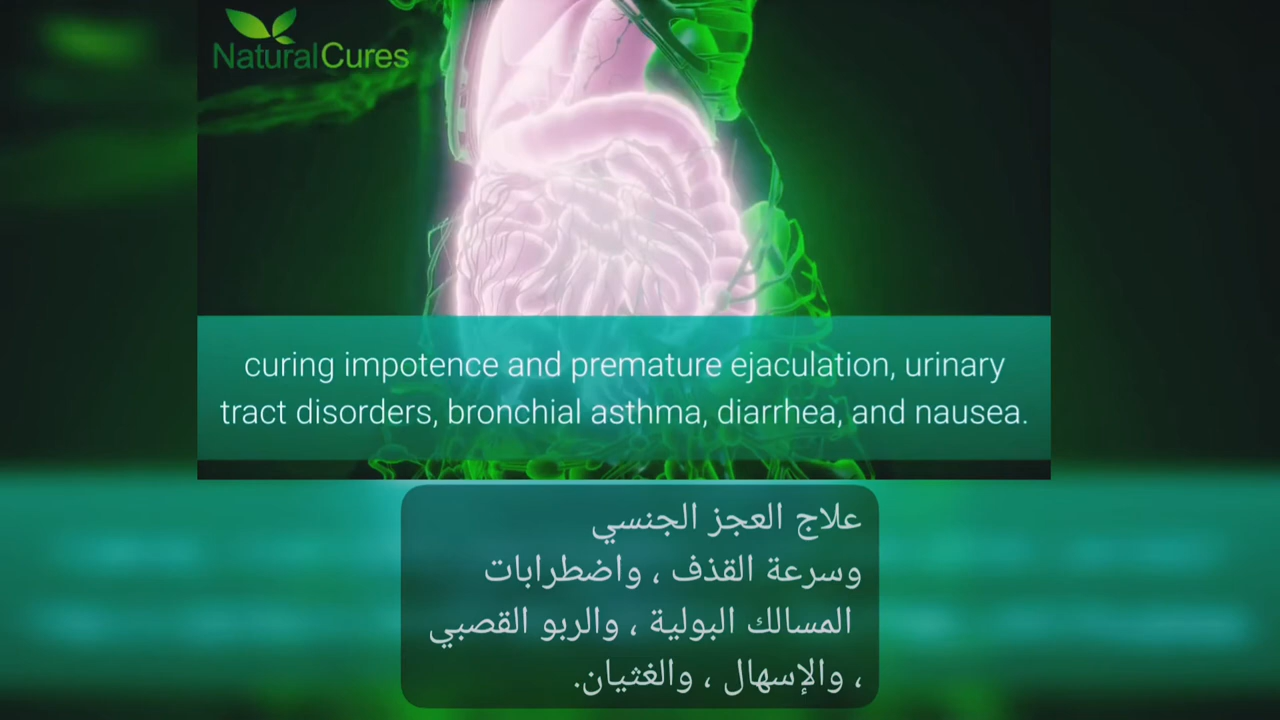 NaturalCures
curing impotence and premature ejaculation, urinary
tract disorders, bronchial asthma, diarrhea, and nausea.
علاج العجز الجنسي
وسرعة القذف ، واضطرابات
المسالك البولية ، والربو القصبي
، والإسهال ، والغثيان.